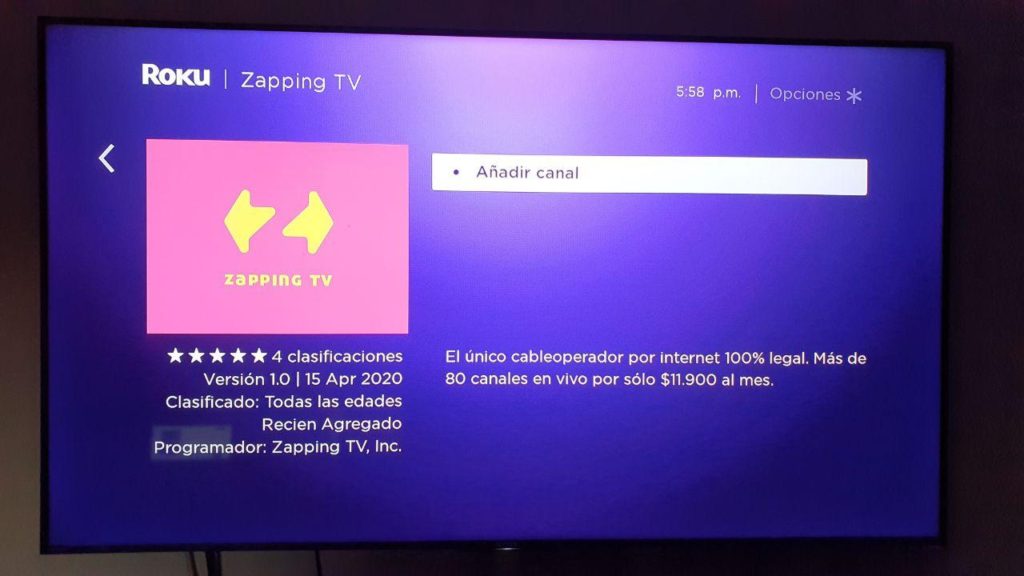 Roku | Zapping TV
5:58 p.m. | Opciones
Añadir canal
zapping tv
4 clasificaciones
Versión 1.0 | 15 Apr 2020
Clasificado: Todas las edades
Recien Agregado
Programador: Zapping TV, Inc.
El único cableoperador por internet 100% legal. Más de
80 canales en vivo por sólo $11.900 al mes.